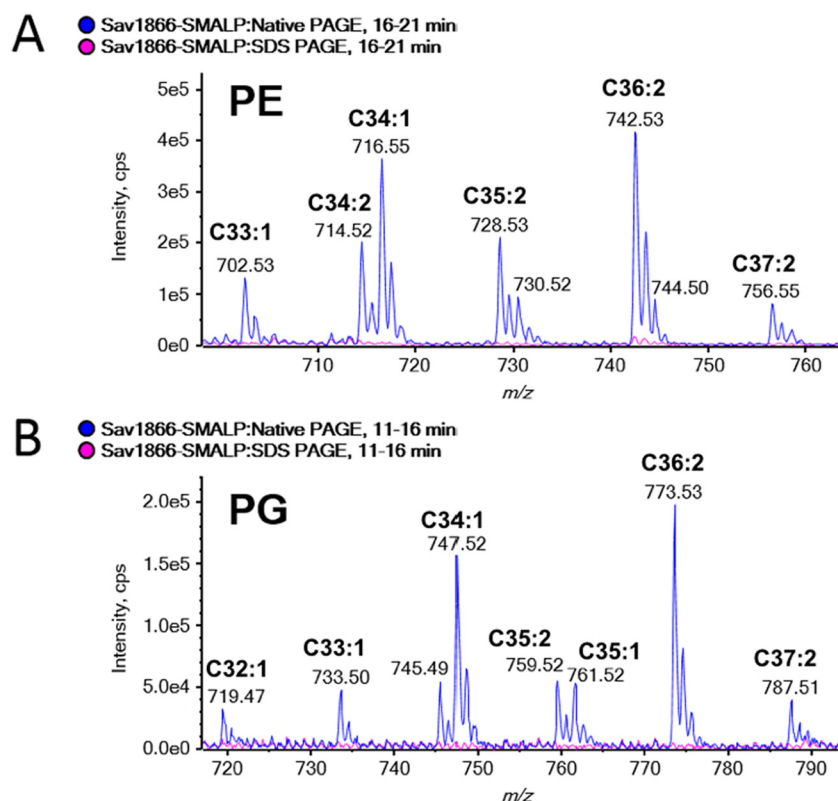 A
Sav1866-SMALP:Native PAGE, 16-21 min
Sav1866-SMALP:SDS PAGE, 16-21 min
PE
5e5
4e5
3e5
2e5
1e5
0e0
Intensity, cps
C33:1
702.53
C34:2
714.52
C34:1
716.55
C35:2
728.53
730.52
C36:2
742.53
744.50
C37:2
756.55
710 720 730 740 750 760
m/z
B
Sav1866-SMALP:Native PAGE, 11-16 min
Sav1866-SMALP:SDS PAGE, 11-16 min
PG
2.0e5
1.5e5
1.0e5
5.0e4
0.0e0
Intensity, cps
C32:1
719.47
C33:1
733.50
745.49
C34:1
747.52
C35:2
759.52
C35:1
761.52
C36:2
773.53
C37:2
787.51
720 730 740 750 760 770 780 790
m/z